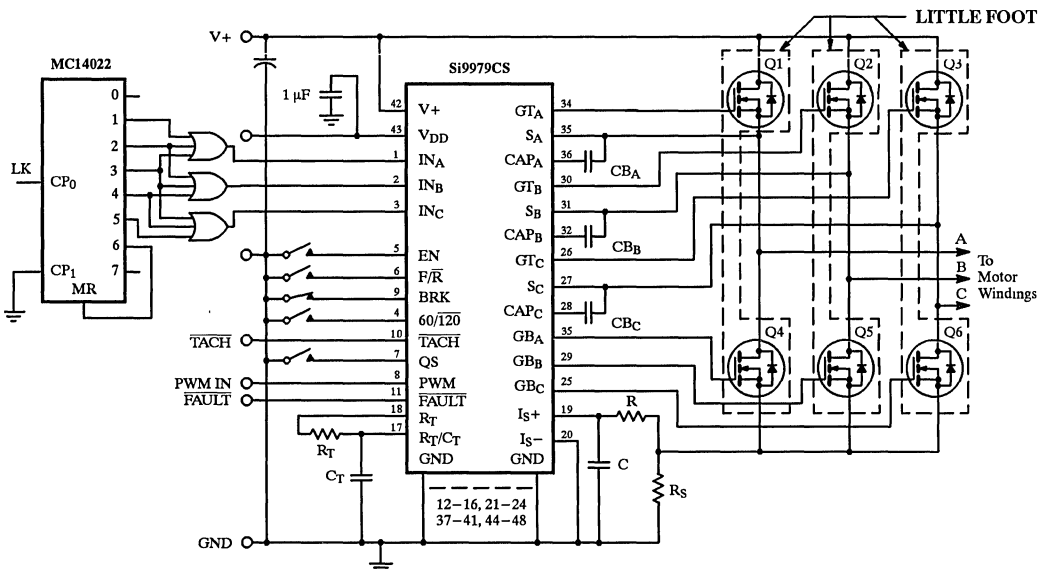 LITTLE FOOT
V+
MC14022
Si9979CS
Q1 Q2 Q3
0
1
2
3
4
5
6
7
LK
CP0
CP1
MR
1 µF
42 V+
43 VDD
1 INA
2 INB
3 INC
5 EN
6 F/R̅
9 BRK
4 60/1̅2̅0̅
T̅A̅C̅H̅ 10 T̅A̅C̅H̅
7 QS
PWM IN 8 PWM
F̅A̅U̅L̅T̅ 11 F̅A̅U̅L̅T̅
18 RT
17 RT/CT
GND
RT
CT
GTA 34
SA 35
CAPA 36
CBA
GTB 30
SB 31
CAPB 32
CBB
GTC 26
SC 27
CAPC 28
CBC
GBA 35
GBB 29
GBC 25
IS+ 19
IS− 20
GND
R
C
RS
A
B
C
To
Motor
Windings
Q4 Q5 Q6
12−16, 21−24
37−41, 44−48
GND